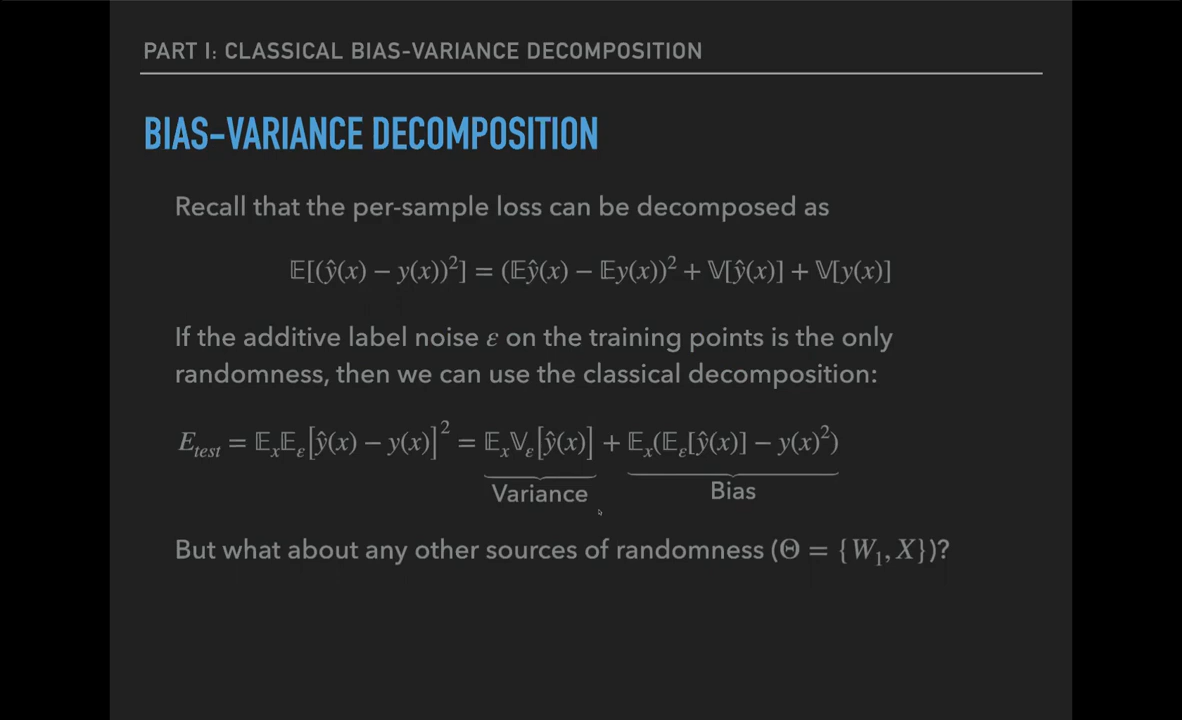 PART I: CLASSICAL BIAS-VARIANCE DECOMPOSITION
BIAS-VARIANCE DECOMPOSITION
Recall that the per-sample loss can be decomposed as
𝔼[(ŷ(x) − y(x))²] = (𝔼ŷ(x) − 𝔼y(x))² + 𝕍[ŷ(x)] + 𝕍[y(x)]
If the additive label noise ε on the training points is the only
randomness, then we can use the classical decomposition:
E_test = 𝔼_x𝔼_ε[ŷ(x) − y(x)]² = 𝔼_x𝕍_ε[ŷ(x)] + 𝔼_x(𝔼_ε[ŷ(x)] − y(x)²)
Variance Bias
But what about any other sources of randomness (Θ = {W₁, X})?